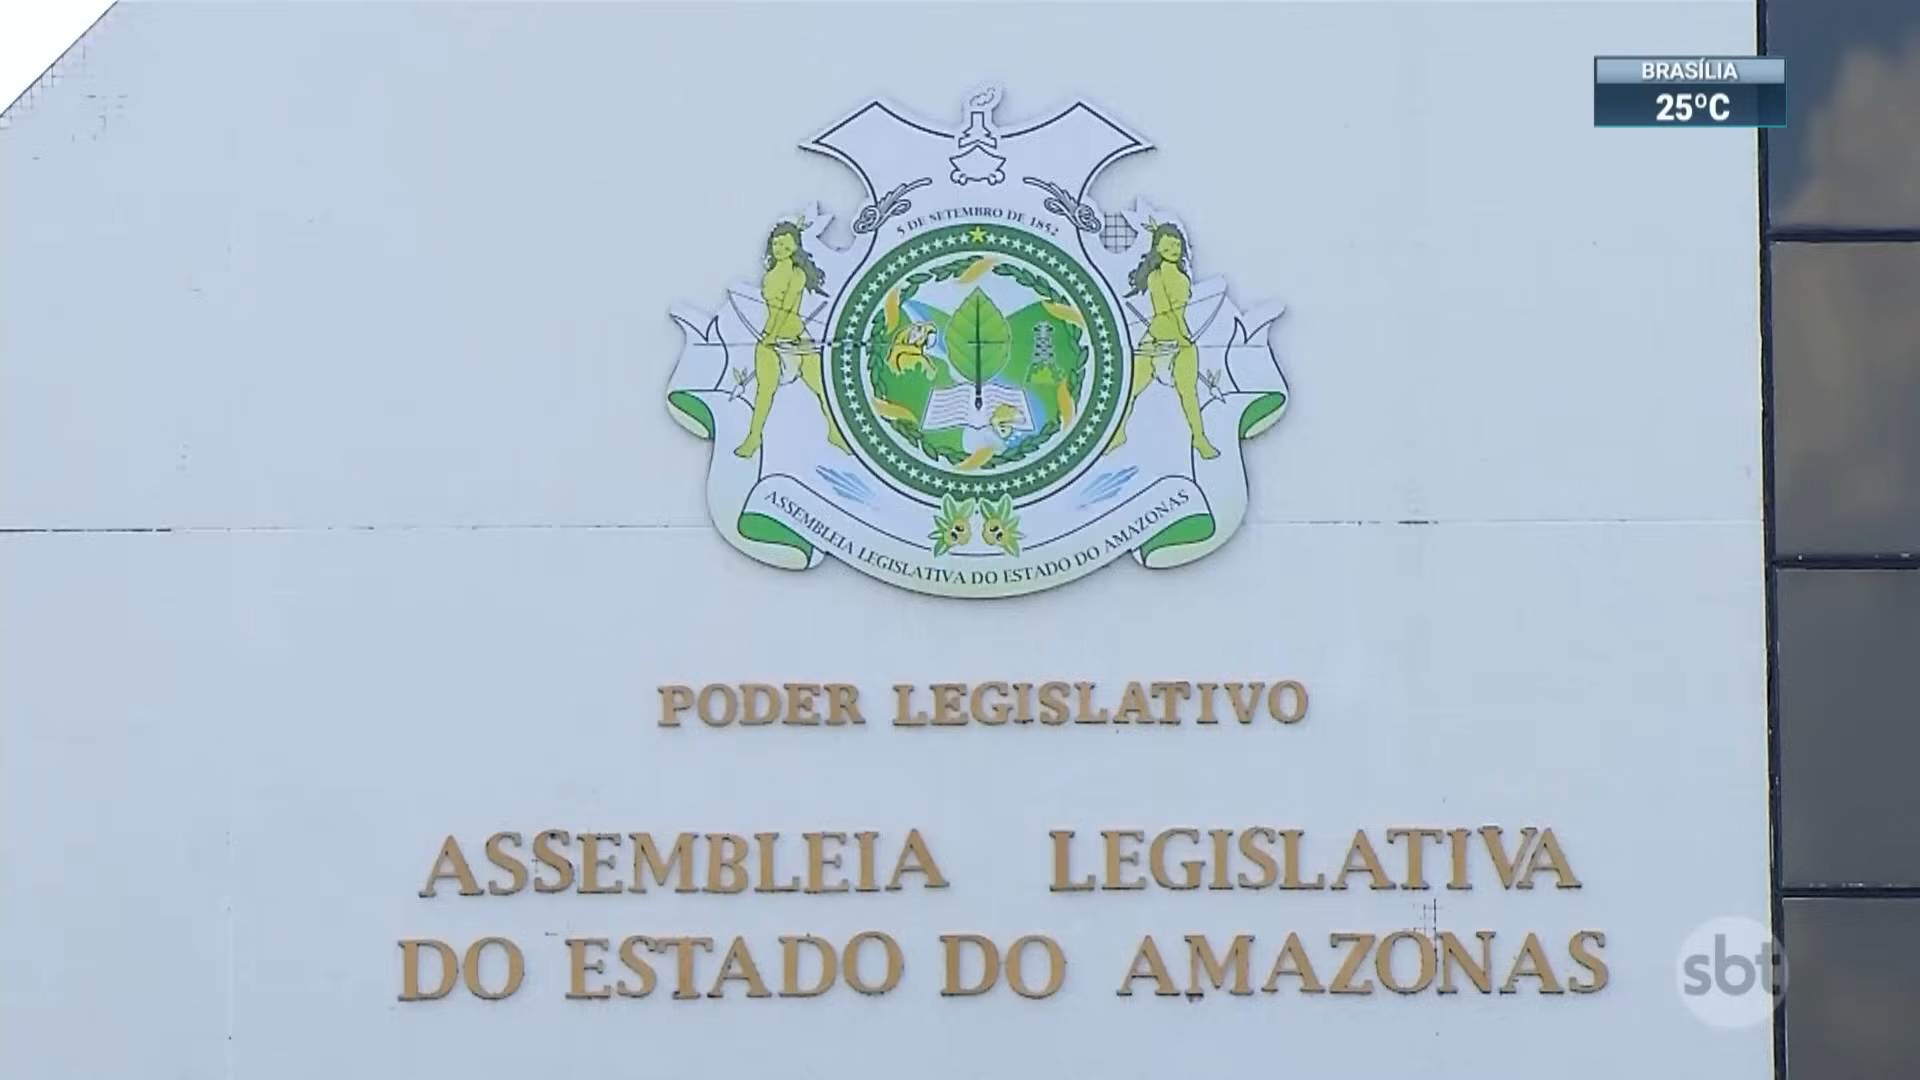 BRASÍLIA
25ºC
5 DE SETEMBRO DE 1852
ASSEMBLEIA LEGISLATIVA DO ESTADO DO AMAZONAS
PODER LEGISLATIVO
ASSEMBLEIA LEGISLATIVA
DO ESTADO DO AMAZONAS
sbt